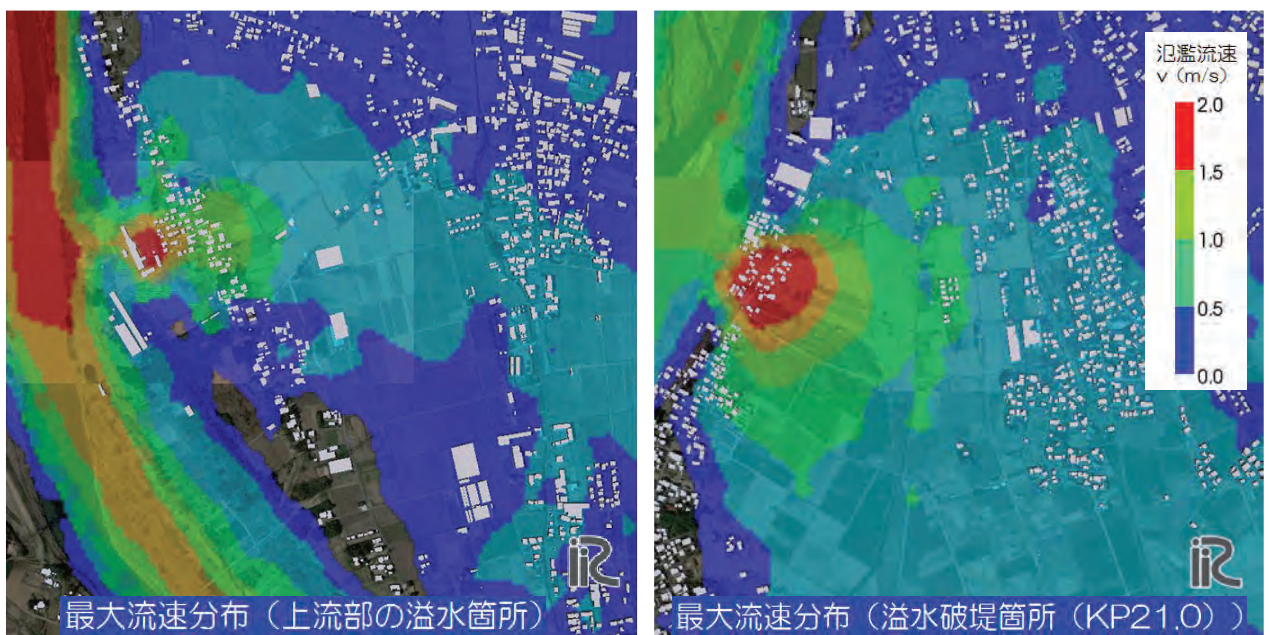 氾濫流速
v (m/s)
2.0
1.5
1.0
0.5
0.0
iRIC
最大流速分布（上流部の溢水箇所）
iRIC
最大流速分布（溢水破堤箇所（KP21.0））